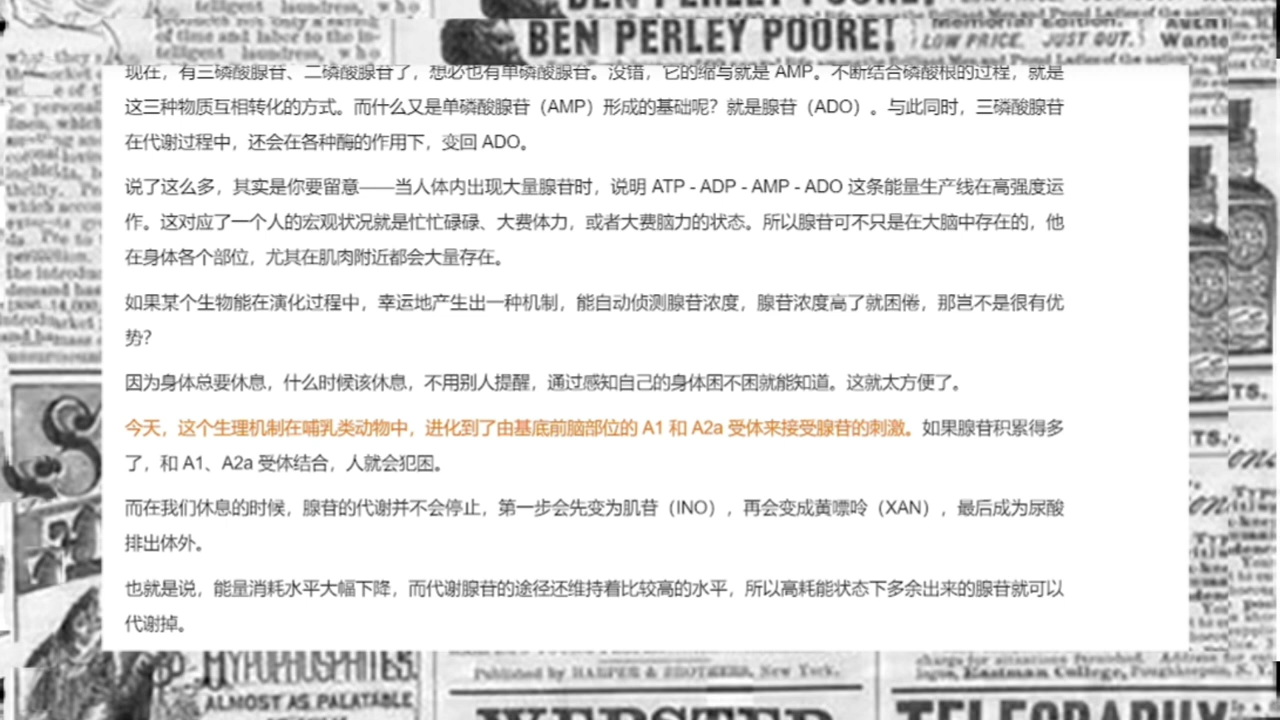 BEN PERLEY POORE!
telligent laundress, who
of time and labor to the in-
telligent laundress, who
LOW PRICE. JUST OUT.
现在，有三磷酸腺苷、二磷酸腺苷了，想必也有单磷酸腺苷。没错，它的缩写就是 AMP。不断结合磷酸根的过程，就是
这三种物质互相转化的方式。而什么又是单磷酸腺苷（AMP）形成的基础呢？就是腺苷（ADO）。与此同时，三磷酸腺苷
在代谢过程中，还会在各种酶的作用下，变回 ADO。
说了这么多，其实是你要留意——当人体内出现大量腺苷时，说明 ATP - ADP - AMP - ADO 这条能量生产线在高强度运
作。这对应了一个人的宏观状况就是忙忙碌碌、大费体力，或者大费脑力的状态。所以腺苷可不只是在大脑中存在的，他
在身体各个部位，尤其在肌肉附近都会大量存在。
如果某个生物能在演化过程中，幸运地产生出一种机制，能自动侦测腺苷浓度，腺苷浓度高了就困倦，那岂不是很有优
势？
因为身体总要休息，什么时候该休息，不用别人提醒，通过感知自己的身体困不困就能知道。这就太方便了。
今天，这个生理机制在哺乳类动物中，进化到了由基底前脑部位的 A1 和 A2a 受体来接受腺苷的刺激。如果腺苷积累得多
了，和 A1、A2a 受体结合，人就会犯困。
而在我们休息的时候，腺苷的代谢并不会停止，第一步会先变为肌苷（INO），再会变成黄嘌呤（XAN），最后成为尿酸
排出体外。
也就是说，能量消耗水平大幅下降，而代谢腺苷的途径还维持着比较高的水平，所以高耗能状态下多余出来的腺苷就可以
代谢掉。
HYPOPHOSPHITES.
ALMOST AS PALATABLE
Published by HARPER & BROTHERS, New York.
WEBSTER
TELEGRAPHY